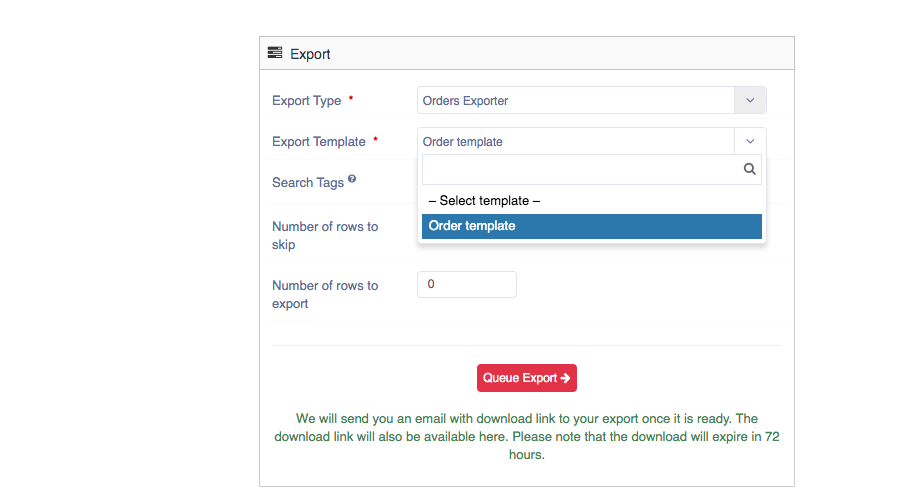 Export
Export Type *
Orders Exporter
Export Template *
Order template
– Select template –
Order template
Search Tags ?
Number of rows to
skip
Number of rows to
export
0
Queue Export →
We will send you an email with download link to your export once it is ready. The
download link will also be available here. Please note that the download will expire in 72
hours.